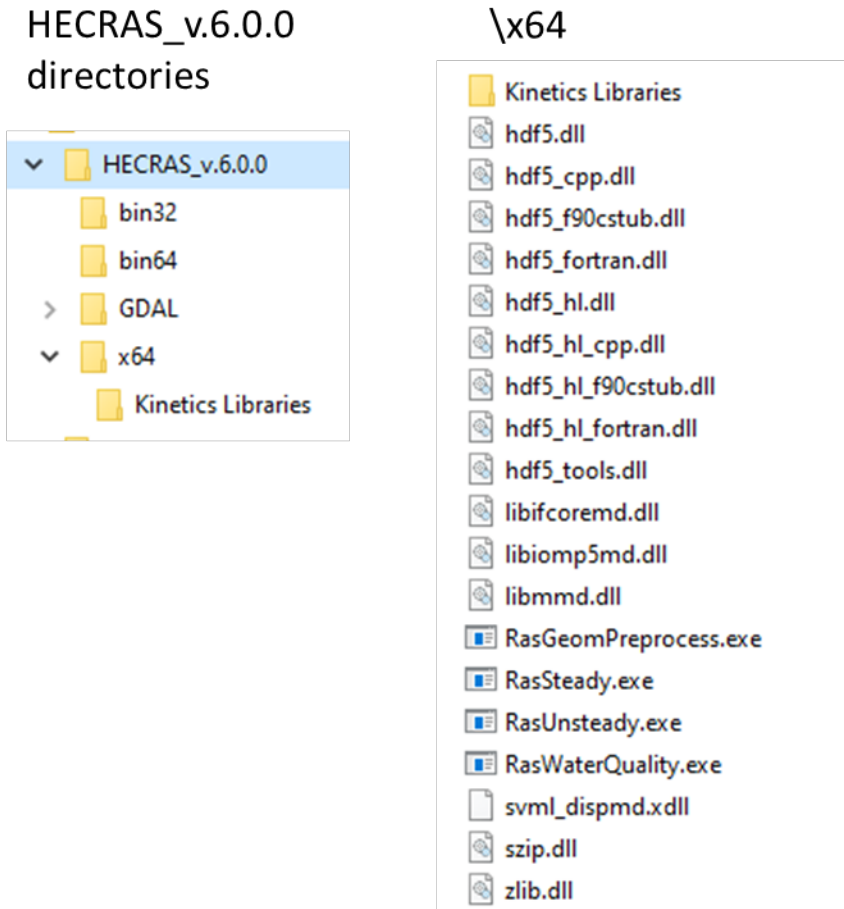 HECRAS_v.6.0.0
directories
HECRAS_v.6.0.0
bin32
bin64
GDAL
x64
Kinetics Libraries
\x64
Kinetics Libraries
hdf5.dll
hdf5_cpp.dll
hdf5_f90cstub.dll
hdf5_fortran.dll
hdf5_hl.dll
hdf5_hl_cpp.dll
hdf5_hl_f90cstub.dll
hdf5_hl_fortran.dll
hdf5_tools.dll
libifcoremd.dll
libiomp5md.dll
libmmd.dll
RasGeomPreprocess.exe
RasSteady.exe
RasUnsteady.exe
RasWaterQuality.exe
svml_dispmd.xdll
szip.dll
zlib.dll